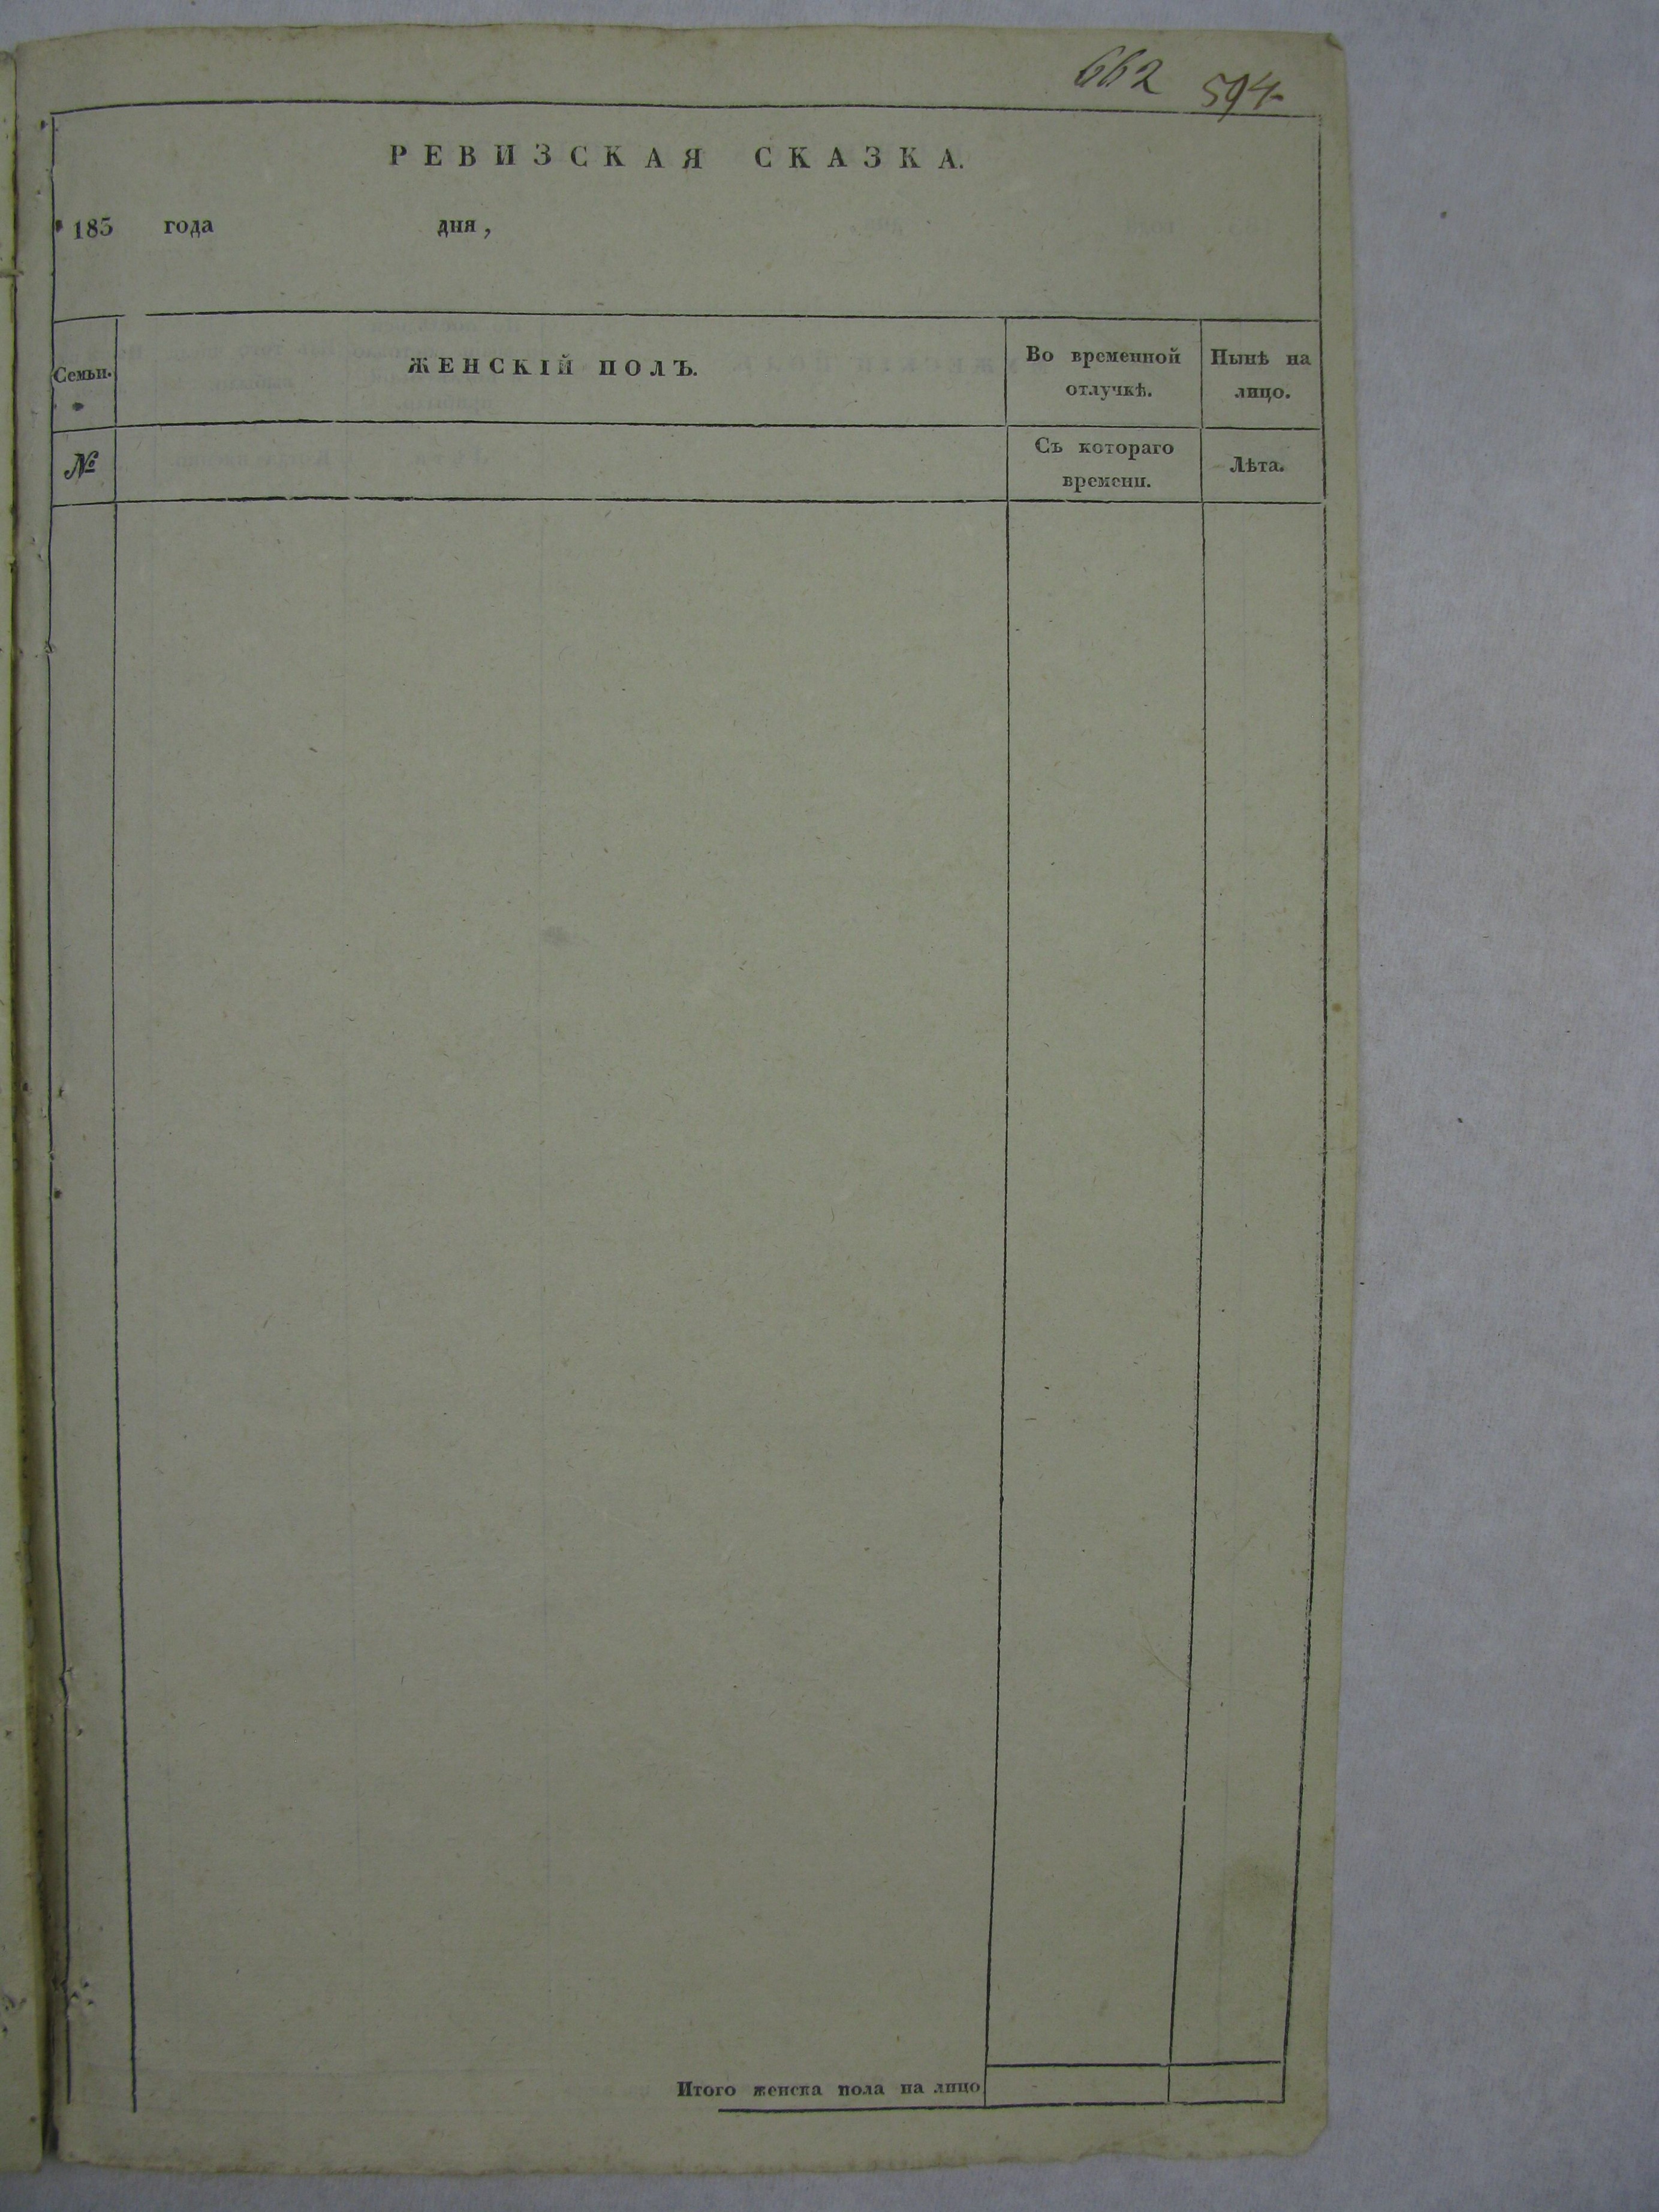 662 594
РЕВИЗСКАЯ СКАЗКА.
185 года дня,
Семьи.
ЖЕНСКІЙ ПОЛЪ.
Во временной
отлучкѣ.
Нынѣ на
лицо.
№
Съ котораго
времени.
Лѣта.
Итого женска пола на лицо